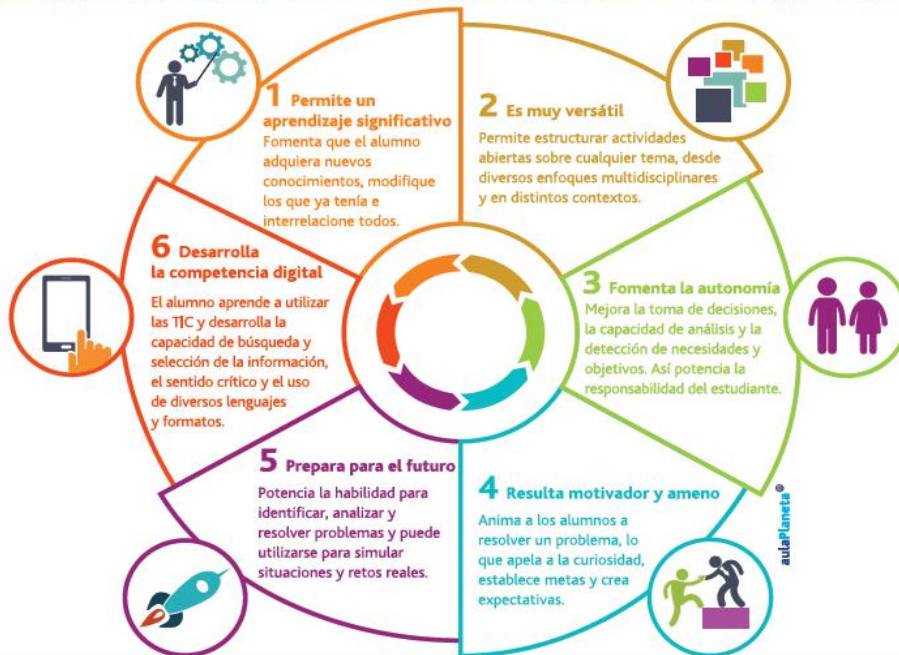 1 Permite un
aprendizaje significativo
Fomenta que el alumno
adquiera nuevos
conocimientos, modifique
los que ya tenía e
interrelacione todos.
2 Es muy versátil
Permite estructurar actividades
abiertas sobre cualquier tema, desde
diversos enfoques multidisciplinares
y en distintos contextos.
3 Fomenta la autonomía
Mejora la toma de decisiones,
la capacidad de análisis y la
detección de necesidades y
objetivos. Así potencia la
responsabilidad del estudiante.
4 Resulta motivador y ameno
Anima a los alumnos a
resolver un problema, lo
que apela a la curiosidad,
establece metas y crea
expectativas.
5 Prepara para el futuro
Potencia la habilidad para
identificar, analizar y
resolver problemas y puede
utilizarse para simular
situaciones y retos reales.
6 Desarrolla
la competencia digital
El alumno aprende a utilizar
las TIC y desarrolla la
capacidad de búsqueda y
selección de la información,
el sentido crítico y el uso
de diversos lenguajes
y formatos.
aulaPlaneta®